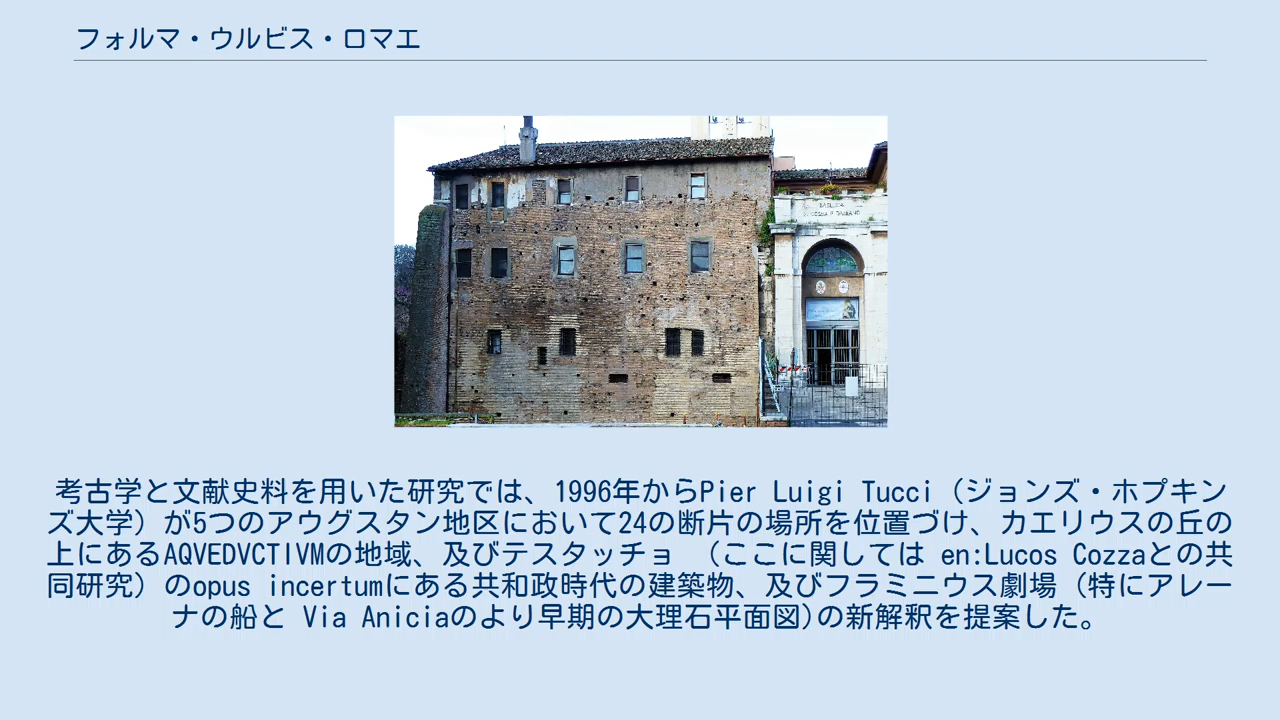 フォルマ・ウルビス・ロマエ
BASILICA
考古学と文献史料を用いた研究では、1996年からPier Luigi Tucci (ジョンズ・ホプキン
ズ大学) が5つのアウグスタン地区において24の断片の場所を位置づけ、カエリウスの丘の
上にあるAQVEDVCTIVMの地域、及びテスタッチョ (ここに関しては en:Lucos Cozzaとの共
同研究) のopus incertumにある共和政時代の建築物、及びフラミニウス劇場 (特にアレー
ナの船と Via Aniciaのより早期の大理石平面図)の新解釈を提案した。